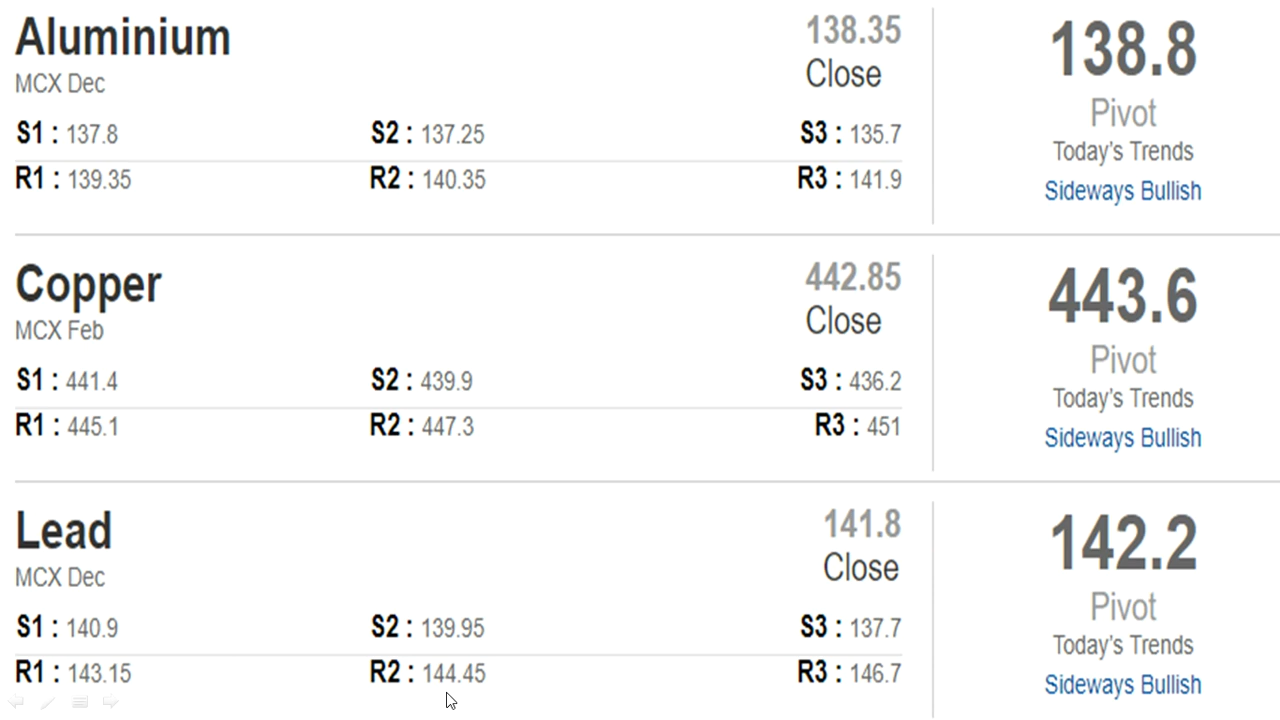 Aluminium
138.35
138.8
MCX Dec
Close
Pivot
S1 : 137.8 S2 : 137.25 S3 : 135.7
Today's Trends
R1 : 139.35 R2 : 140.35 R3 : 141.9
Sideways Bullish
Copper
442.85
443.6
MCX Feb
Close
Pivot
S1 : 441.4 S2 : 439.9 S3 : 436.2
Today's Trends
R1 : 445.1 R2 : 447.3 R3 : 451
Sideways Bullish
Lead
141.8
142.2
MCX Dec
Close
Pivot
S1 : 140.9 S2 : 139.95 S3 : 137.7
Today's Trends
R1 : 143.15 R2 : 144.45 R3 : 146.7
Sideways Bullish